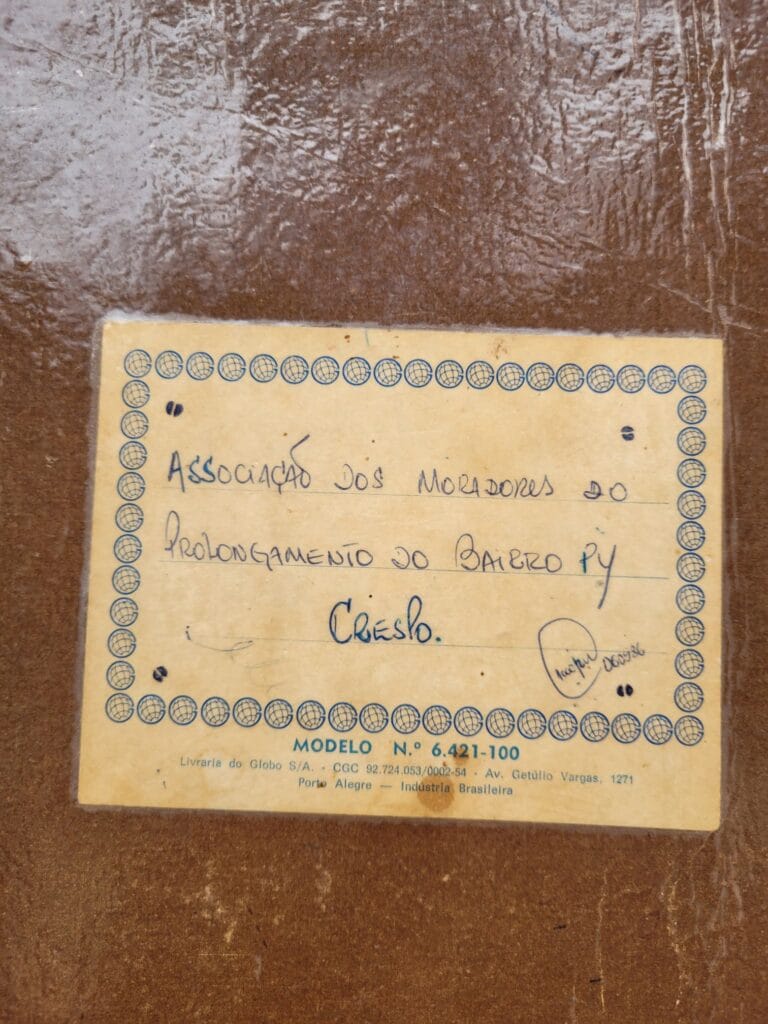 ASSOCIAÇÃO DOS MORADORES DO
PROLONGAMENTO DO BAIRRO PY
CRESPO.
MODELO N.º 6.421-100
Livraria do Globo S/A. - CGC 92.724.053/0002-54 - Av. Getúlio Vargas, 1271
Porto Alegre — Indústria Brasileira